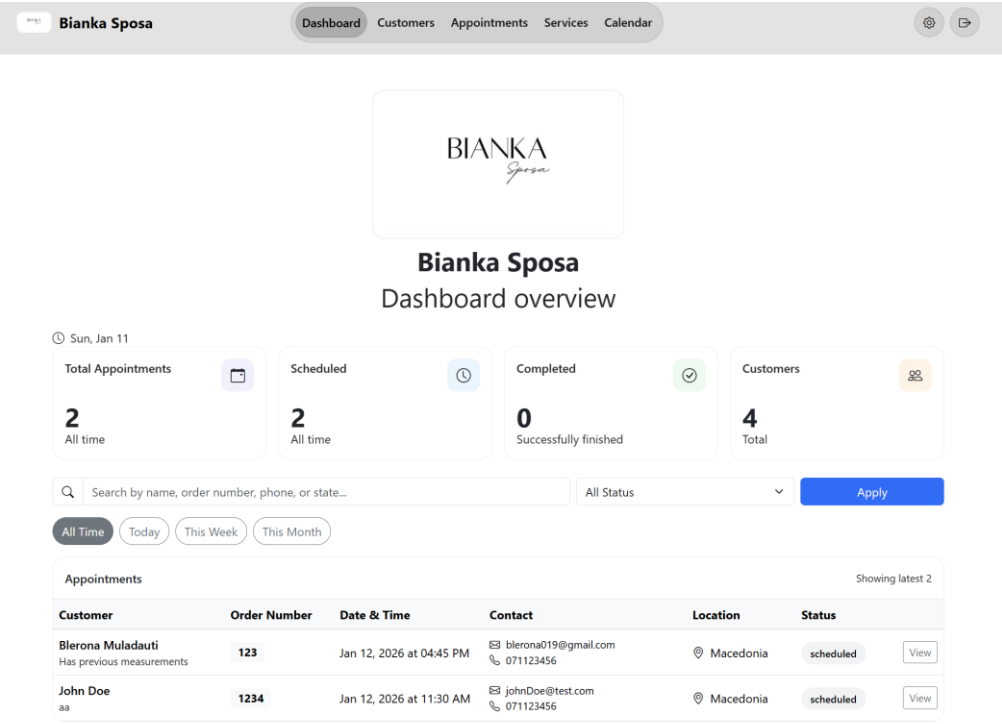 Bianka Sposa
Dashboard Customers Appointments Services Calendar
BIANKA
Sposa
Bianka Sposa
Dashboard overview
Sun, Jan 11
Total Appointments
2
All time
Scheduled
2
All time
Completed
0
Successfully finished
Customers
4
Total
Search by name, order number, phone, or state...
All Status
Apply
All Time Today This Week This Month
Appointments Showing latest 2
Customer Order Number Date & Time Contact Location Status
Blerona Muladauti
Has previous measurements
123
Jan 12, 2026 at 04:45 PM
blerona019@gmail.com
071123456
Macedonia
scheduled
View
John Doe
aa
1234
Jan 12, 2026 at 11:30 AM
johnDoe@test.com
071123456
Macedonia
scheduled
View